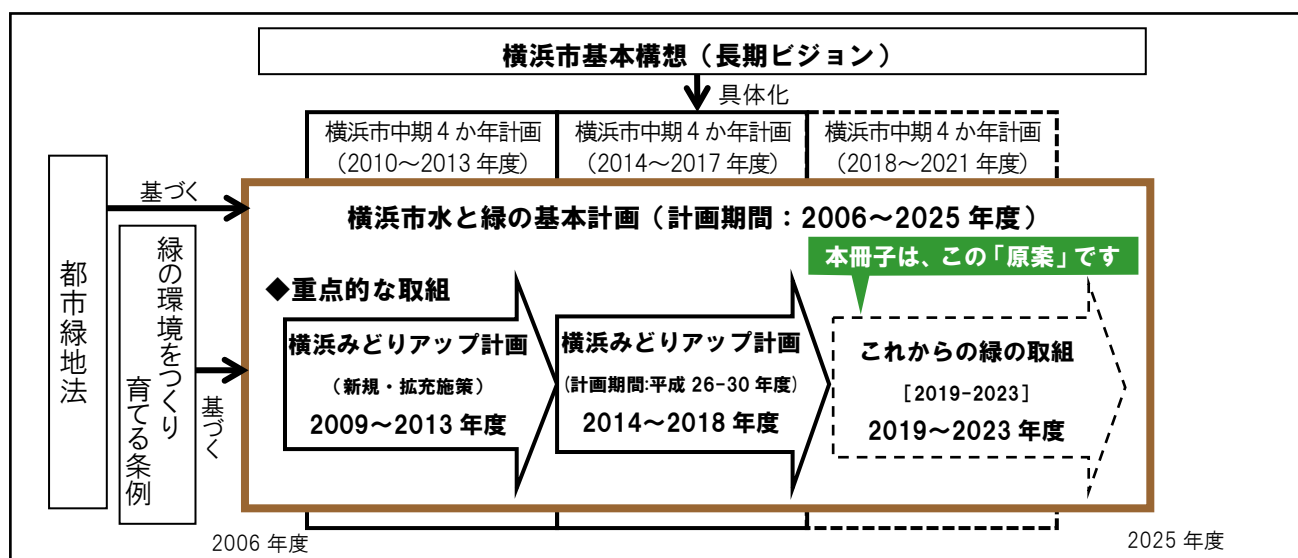 横浜市基本構想（長期ビジョン）
具体化
横浜市中期４か年計画
（2010～2013 年度）
横浜市中期４か年計画
（2014～2017 年度）
横浜市中期４か年計画
（2018～2021 年度）
都市緑地法
基づく
緑の環境をつくり
育てる条例
基づく
横浜市水と緑の基本計画（計画期間：2006～2025 年度）
本冊子は、この「原案」です
◆重点的な取組
横浜みどりアップ計画
（新規・拡充施策）
2009～2013 年度
横浜みどりアップ計画
(計画期間:平成 26-30 年度)
2014～2018 年度
これからの緑の取組
[2019-2023]
2019～2023 年度
2006 年度
2025 年度